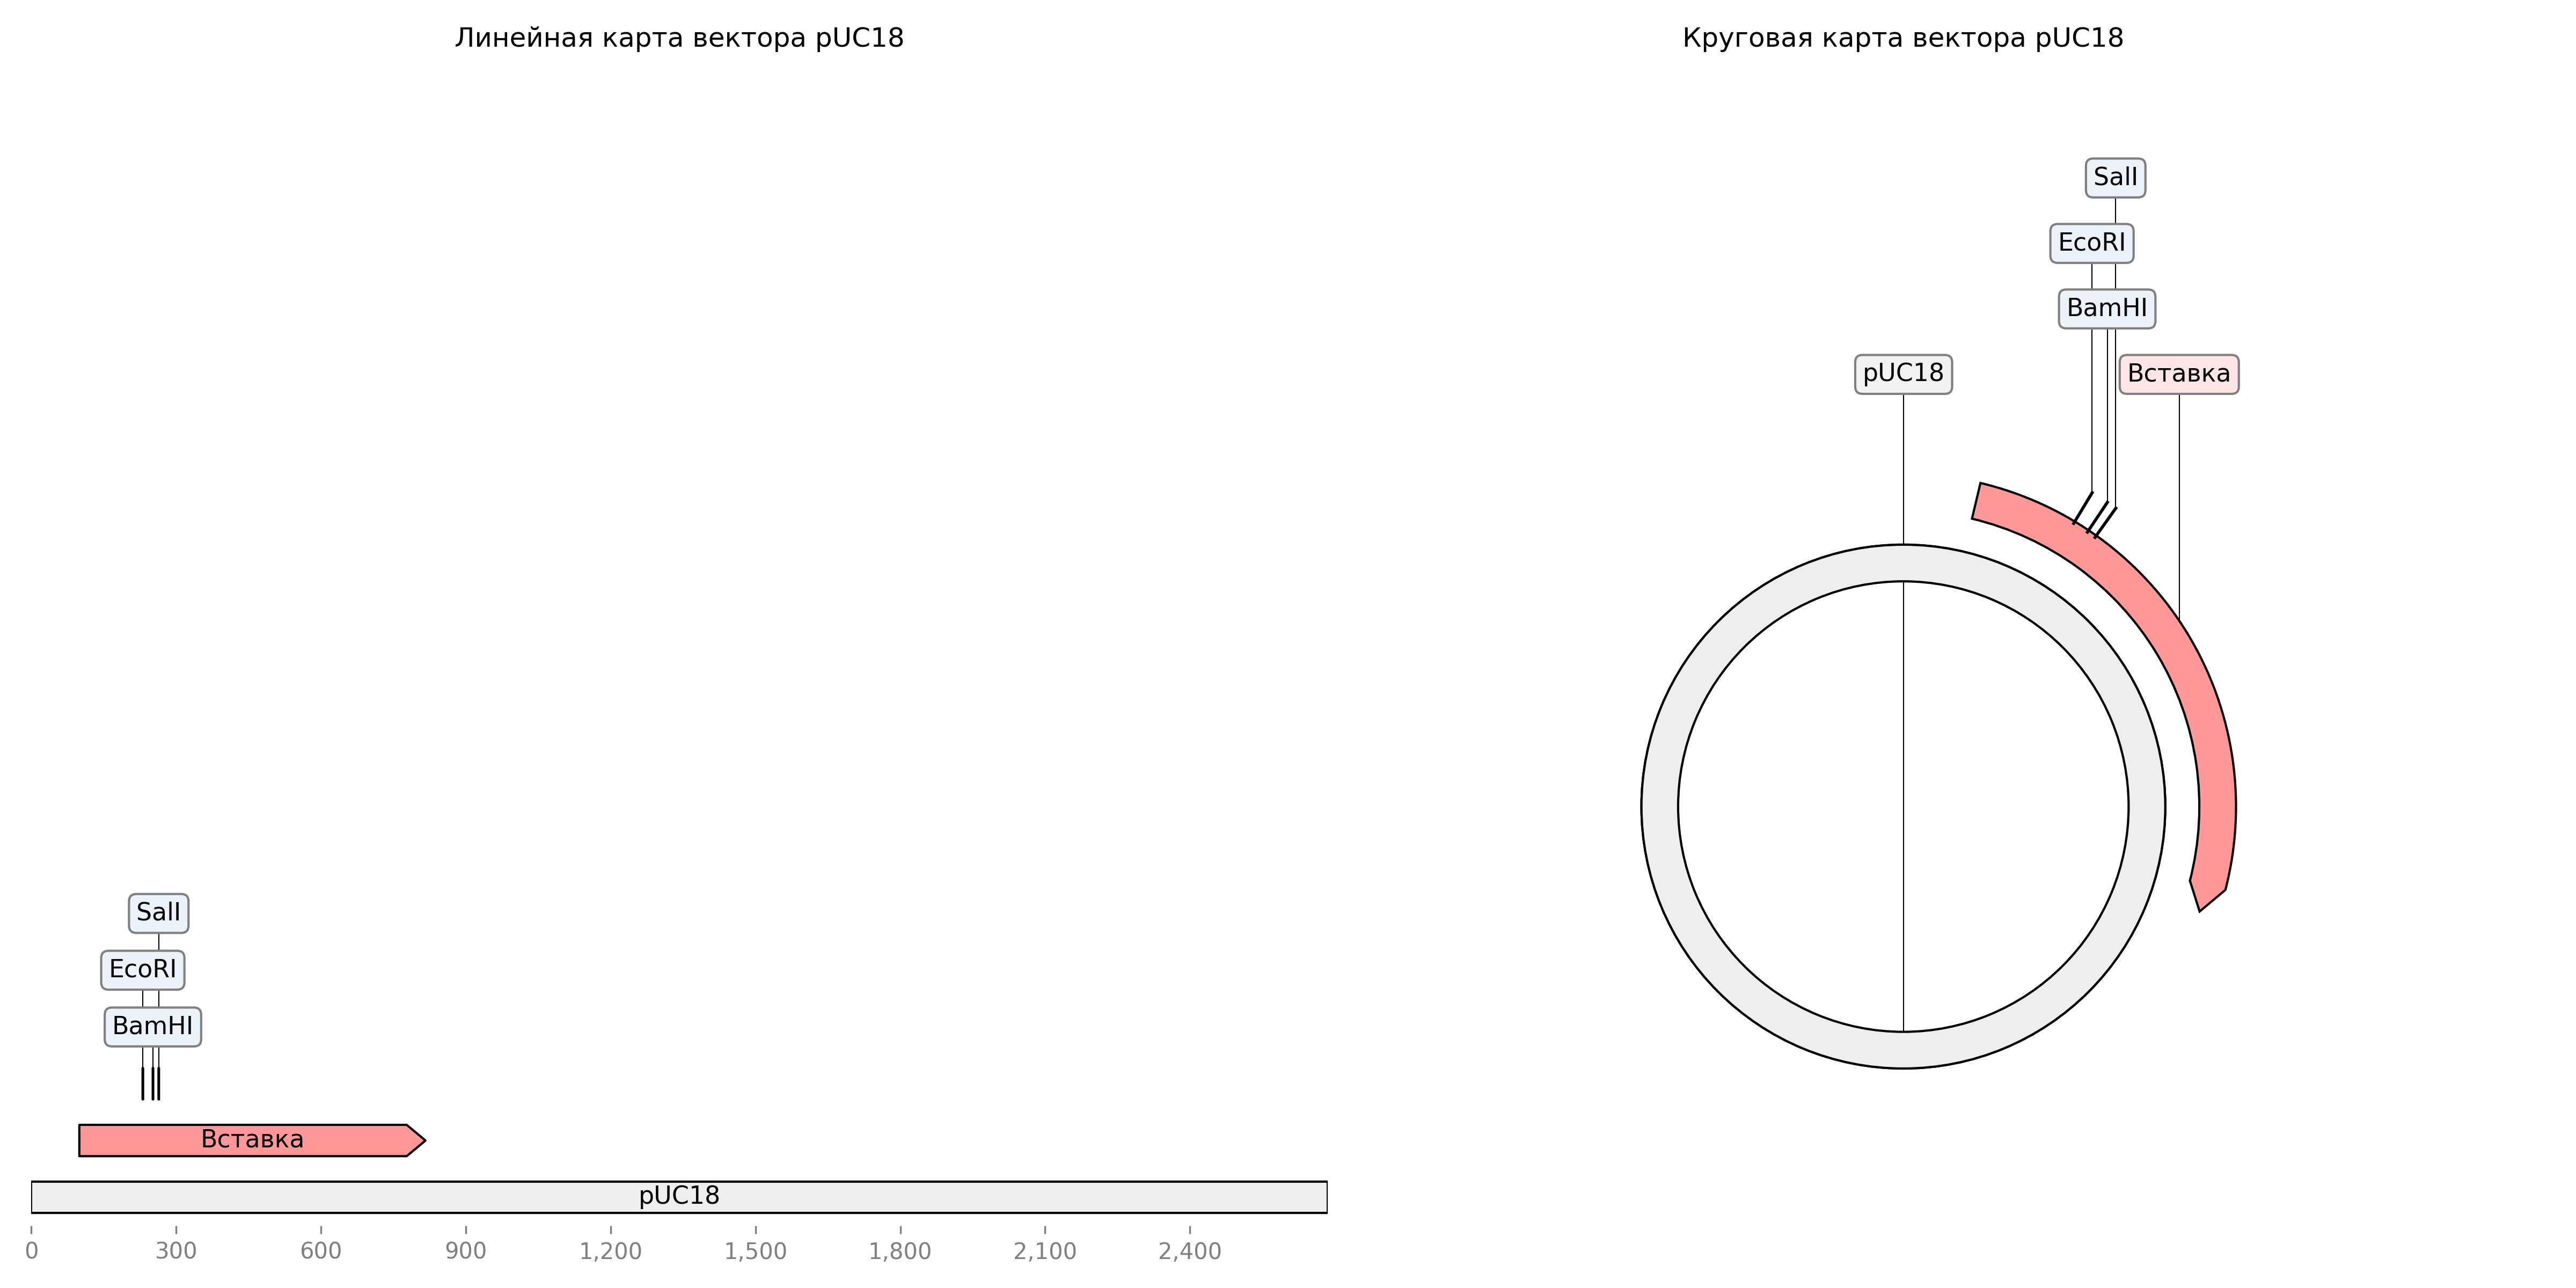 Линейная карта вектора pUC18
SalI
EcoRI
BamHI
Вставка
pUC18
0 300 600 900 1,200 1,500 1,800 2,100 2,400
Круговая карта вектора pUC18
SalI
EcoRI
BamHI
pUC18 Вставка